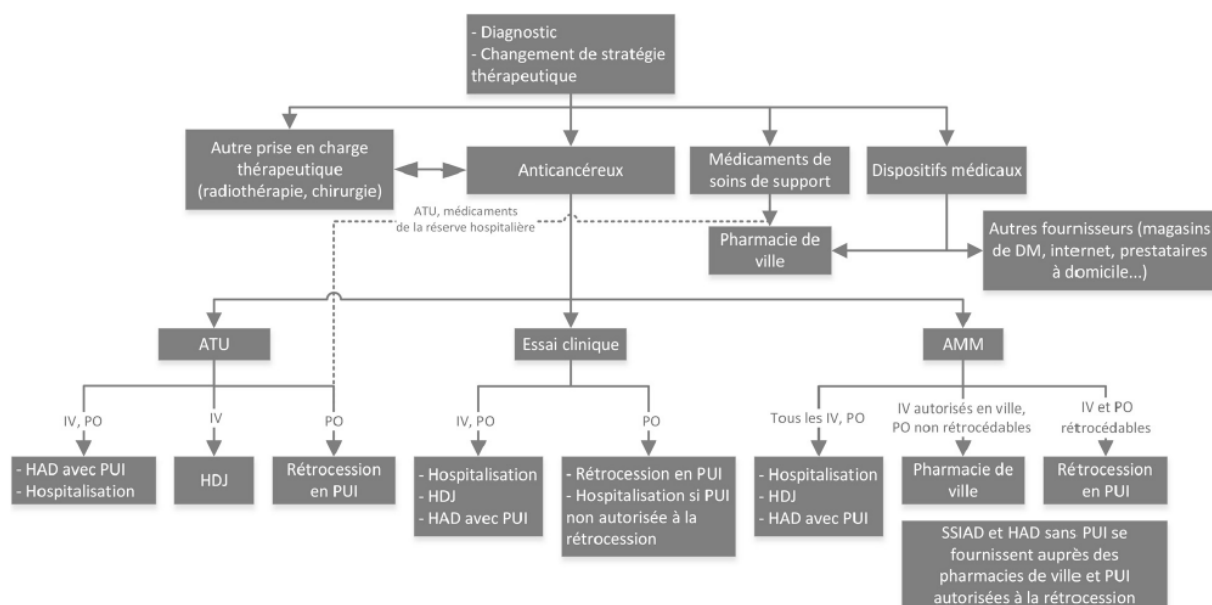 - Diagnostic
- Changement de stratégie
thérapeutique
Autre prise en charge
thérapeutique
(radiothérapie, chirurgie)
Anticancéreux
Médicaments de
soins de support
Dispositifs médicaux
ATU, médicaments
de la réserve hospitalière
Pharmacie de
ville
Autres fournisseurs (magasins
de DM, internet, prestataires
à domicile...)
ATU
Essai clinique
AMM
IV, PO
IV
PO
IV, PO
PO
Tous les IV, PO
IV autorisés en ville,
PO non rétrocédables
IV et PO
rétrocédables
- HAD avec PUI
- Hospitalisation
HDJ
Rétrocession
en PUI
- Hospitalisation
- HDJ
- HAD avec PUI
- Rétrocession en PUI
- Hospitalisation si PUI
non autorisée à la
rétrocession
- Hospitalisation
- HDJ
- HAD avec PUI
Pharmacie de
ville
Rétrocession
en PUI
SSIAD et HAD sans PUI se
fournissent auprès des
pharmacies de ville et PUI
autorisées à la rétrocession